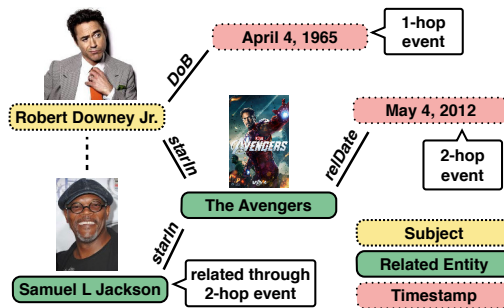 April 4, 1965
1-hop
event
DoB
Robert Downey Jr.
starIn
AVENGERS
May 4, 2012
relDate
2-hop
event
The Avengers
starIn
Samuel L Jackson
related through
2-hop event
Subject
Related Entity
Timestamp